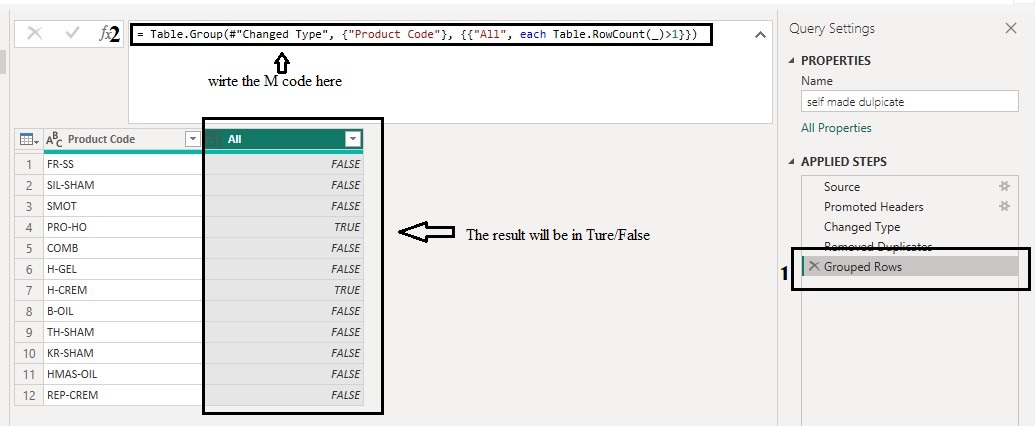 2
= Table.Group(#"Changed Type", {"Product Code"}, {{"All", each Table.RowCount(_)>1}})
wirte the M code here
Query Settings
PROPERTIES
Name
self made dulpicate
All Properties
APPLIED STEPS
Source
Promoted Headers
Changed Type
Removed Duplicates
1 Grouped Rows
Product Code All
1 FR-SS FALSE
2 SIL-SHAM FALSE
3 SMOT FALSE
4 PRO-HO TRUE
5 COMB FALSE
6 H-GEL FALSE
7 H-CREM TRUE
8 B-OIL FALSE
9 TH-SHAM FALSE
10 KR-SHAM FALSE
11 HMAS-OIL FALSE
12 REP-CREM FALSE
The result will be in Ture/False